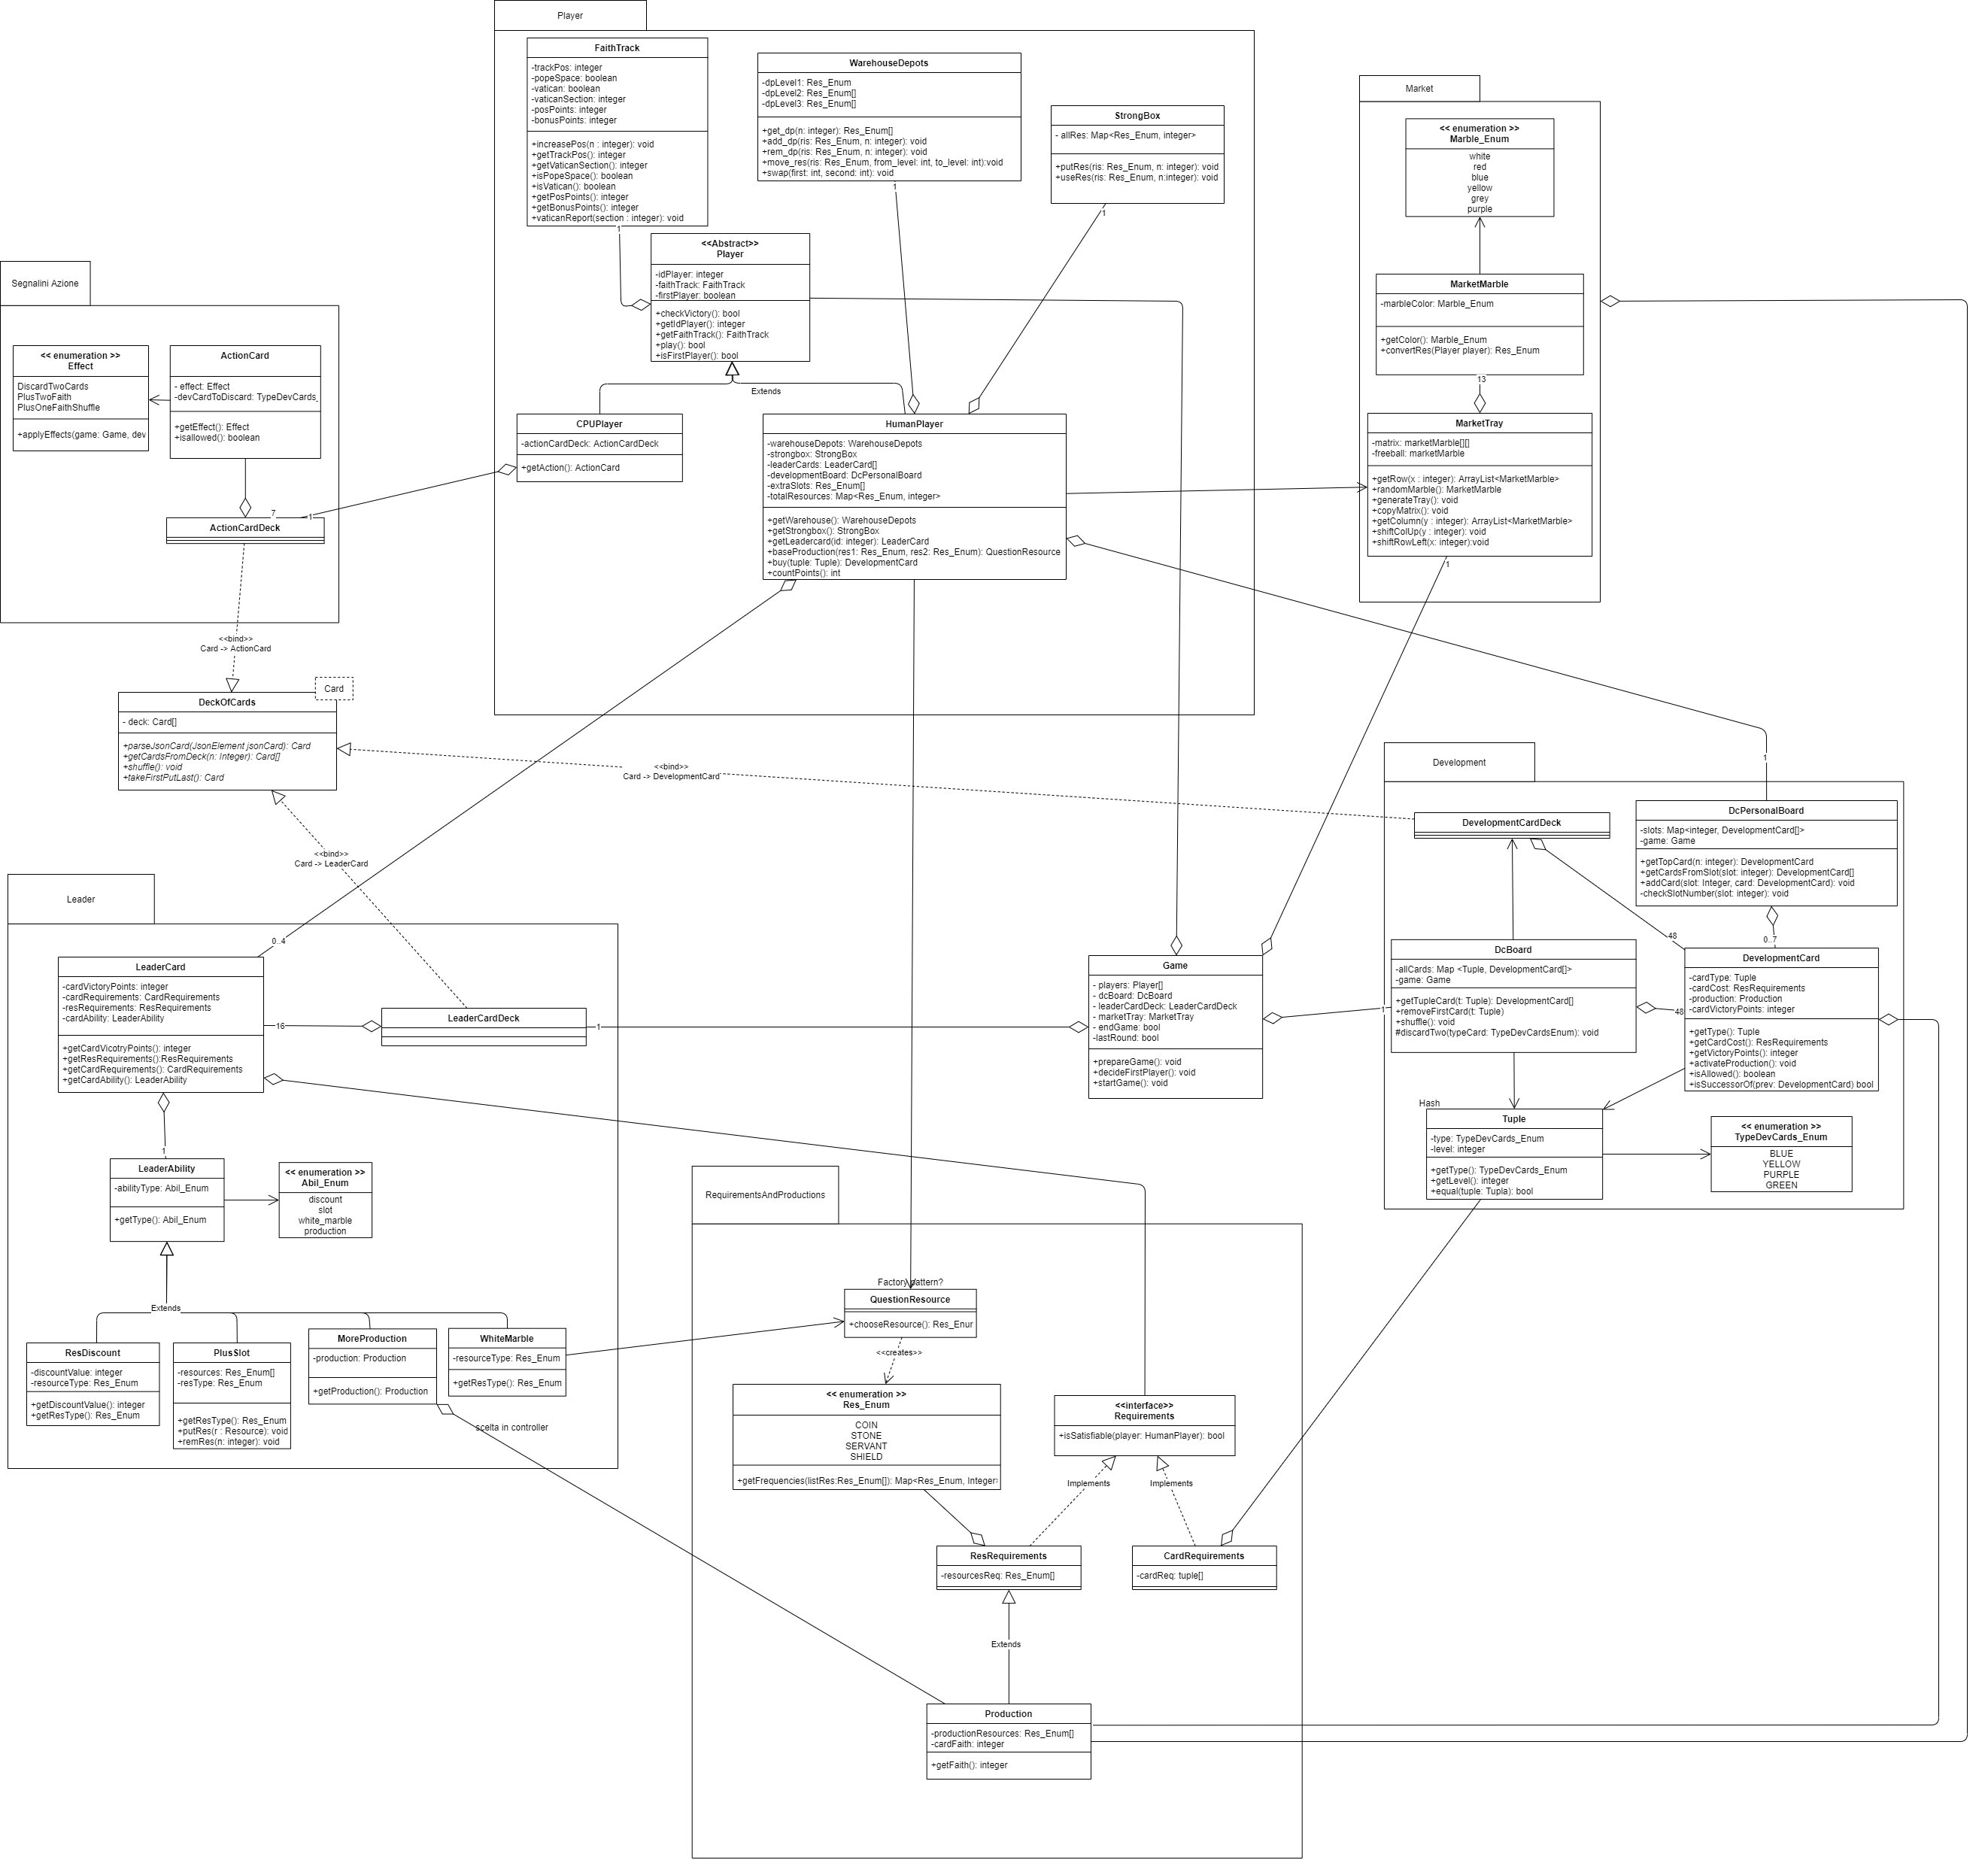 Player
FaithTrack
-trackPos: integer
-popeSpace: boolean
-vatican: boolean
-vaticanSection: integer
-posPoints: integer
-bonusPoints: integer
+increasePos(n : integer): void
+getTrackPos(): integer
+getVaticanSection(): integer
+isPopeSpace(): boolean
+isVatican(): boolean
+getPosPoints(): integer
+getBonusPoints(): integer
+vaticanReport(section : integer): void
1
WarehouseDepots
-dpLevel1: Res_Enum
-dpLevel2: Res_Enum[]
-dpLevel3: Res_Enum[]
+get_dp(n: integer): Res_Enum[]
+add_dp(ris: Res_Enum, n: integer): void
+rem_dp(ris: Res_Enum, n: integer): void
+move_res(ris: Res_Enum, from_level: int, to_level: int):void
+swap(first: int, second: int): void
1
StrongBox
- allRes: Map<Res_Enum, integer>
+putRes(ris: Res_Enum, n: integer): void
+useRes(ris: Res_Enum, n:integer): void
1
<<Abstract>>
Player
-idPlayer: integer
-faithTrack: FaithTrack
-firstPlayer: boolean
+checkVictory(): bool
+getIdPlayer(): integer
+getFaithTrack(): FaithTrack
+play(): bool
+isFirstPlayer(): bool
Extends
CPUPlayer
-actionCardDeck: ActionCardDeck
+getAction(): ActionCard
HumanPlayer
-warehouseDepots: WarehouseDepots
-strongbox: StrongBox
-leaderCards: LeaderCard[]
-developmentBoard: DcPersonalBoard
-extraSlots: Res_Enum[]
-totalResources: Map<Res_Enum, integer>
+getWarehouse(): WarehouseDepots
+getStrongbox(): StrongBox
+getLeadercard(id: integer): LeaderCard
+baseProduction(res1: Res_Enum, res2: Res_Enum): QuestionResource
+buy(tuple: Tuple): DevelopmentCard
+countPoints(): int
Market
<< enumeration >>
Marble_Enum
white
red
blue
yellow
grey
purple
MarketMarble
-marbleColor: Marble_Enum
+getColor(): Marble_Enum
+convertRes(Player player): Res_Enum
13
MarketTray
-matrix: marketMarble[][]
-freeball: marketMarble
+getRow(x : integer): ArrayList<MarketMarble>
+randomMarble(): MarketMarble
+generateTray(): void
+copyMatrix(): void
+getColumn(y : integer): ArrayList<MarketMarble>
+shiftColUp(y : integer): void
+shiftRowLeft(x: integer):void
1
Segnalini Azione
<< enumeration >>
Effect
DiscardTwoCards
PlusTwoFaith
PlusOneFaithShuffle
+applyEffects(game: Game, dev
ActionCard
- effect: Effect
-devCardToDiscard: TypeDevCards_
+getEffect(): Effect
+isallowed(): boolean
7
1
ActionCardDeck
<<bind>>
Card -> ActionCard
Card
DeckOfCards
- deck: Card[]
+parseJsonCard(JsonElement jsonCard): Card
+getCardsFromDeck(n: Integer): Card[]
+shuffle(): void
+takeFirstPutLast(): Card
<<bind>>
Card -> DevelopmentCard
<<bind>>
Card -> LeaderCard
Leader
0..4
LeaderCard
-cardVictoryPoints: integer
-cardRequirements: CardRequirements
-resRequirements: ResRequirements
-cardAbility: LeaderAbility
+getCardVicotryPoints(): integer
+getResRequirements():ResRequirements
+getCardRequirements(): CardRequirements
+getCardAbility(): LeaderAbility
16
LeaderCardDeck
1
1
LeaderAbility
-abilityType: Abil_Enum
+getType(): Abil_Enum
<< enumeration >>
Abil_Enum
discount
slot
white_marble
production
Extends
ResDiscount
-discountValue: integer
-resourceType: Res_Enum
+getDiscountValue(): integer
+getResType(): Res_Enum
PlusSlot
-resources: Res_Enum[]
-resType: Res_Enum
+getResType(): Res_Enum
+putRes(r : Resource): void
+remRes(n: integer): void
MoreProduction
-production: Production
+getProduction(): Production
WhiteMarble
-resourceType: Res_Enum
+getResType(): Res_Enum
scelta in controller
Game
- players: Player[]
- dcBoard: DcBoard
- leaderCardDeck: LeaderCardDeck
- marketTray: MarketTray
- endGame: bool
-lastRound: bool
+prepareGame(): void
+decideFirstPlayer(): void
+startGame(): void
Development
1
DevelopmentCardDeck
DcPersonalBoard
-slots: Map<integer, DevelopmentCard[]>
-game: Game
+getTopCard(n: integer): DevelopmentCard
+getCardsFromSlot(slot: integer): DevelopmentCard[]
+addCard(slot: Integer, card: DevelopmentCard): void
-checkSlotNumber(slot: integer): void
48
0..7
DcBoard
-allCards: Map <Tuple, DevelopmentCard[]>
-game: Game
+getTupleCard(t: Tuple): DevelopmentCard[]
+removeFirstCard(t: Tuple)
+shuffle(): void
#discardTwo(typeCard: TypeDevCardsEnum): void
1
48
DevelopmentCard
-cardType: Tuple
-cardCost: ResRequirements
-production: Production
-cardVictoryPoints: integer
+getType(): Tuple
+getCardCost(): ResRequirements
+getVictoryPoints(): integer
+activateProduction(): void
+isAllowed(): boolean
+isSuccessorOf(prev: DevelopmentCard) bool
Hash
Tuple
-type: TypeDevCards_Enum
-level: integer
+getType(): TypeDevCards_Enum
+getLevel(): integer
+equal(tuple: Tupla): bool
<< enumeration >>
TypeDevCards_Enum
BLUE
YELLOW
PURPLE
GREEN
RequirementsAndProductions
Factory pattern?
QuestionResource
+chooseResource(): Res_Enur
<<creates>>
<< enumeration >>
Res_Enum
COIN
STONE
SERVANT
SHIELD
+getFrequencies(listRes:Res_Enum[]): Map<Res_Enum, Integer>
<<interface>>
Requirements
+isSatisfiable(player: HumanPlayer): bool
Implements
Implements
ResRequirements
-resourcesReq: Res_Enum[]
CardRequirements
-cardReq: tuple[]
Extends
Production
-productionResources: Res_Enum[]
-cardFaith: integer
+getFaith(): integer